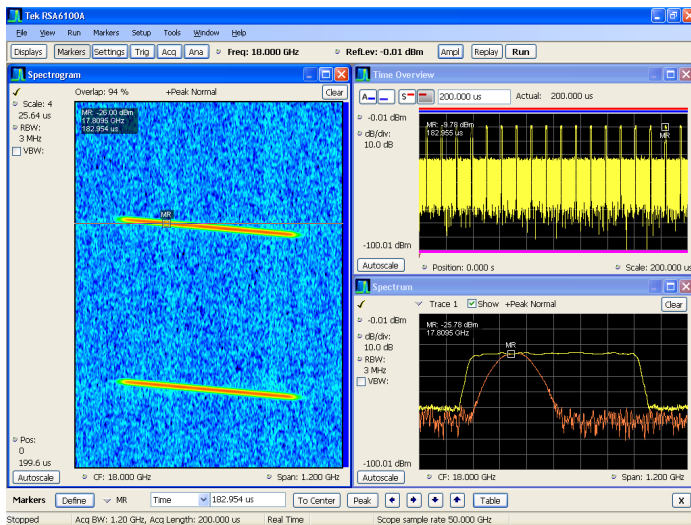 Tek RSA6100A
File View Run Markers Setup Tools Window Help
Displays Markers Settings Trig Acq Ana Freq: 18.000 GHz RefLev: -0.01 dBm Ampl Replay Run
Spectrogram
Overlap: 94 % +Peak Normal Clear
Scale: 4
25.64 us
RBW:
3 MHz
VBW:
MR: -26.00 dBm
17.8095 GHz
182.954 us
MR
Pos:
0
199.6 us
Autoscale CF: 18.000 GHz Span: 1.200 GHz
Time Overview
A S 200.000 us Actual: 200.000 us
-0.01 dBm
dB/div:
10.0 dB
MR: -9.78 dBm
182.955 us
MR
-100.01 dBm
Autoscale Position: 0.000 s Scale: 200.000 us
Spectrum
Trace 1 Show +Peak Normal Clear
-0.01 dBm
dB/div:
10.0 dB
RBW:
3 MHz
VBW:
MR: -25.78 dBm
17.8095 GHz
MR
-100.01 dBm
Autoscale CF: 18.000 GHz Span: 1.200 GHz
Markers Define MR Time 182.954 us To Center Peak Table X
Stopped Acq BW: 1.20 GHz, Acq Length: 200.000 us Real Time Scope sample rate 50.000 GHz